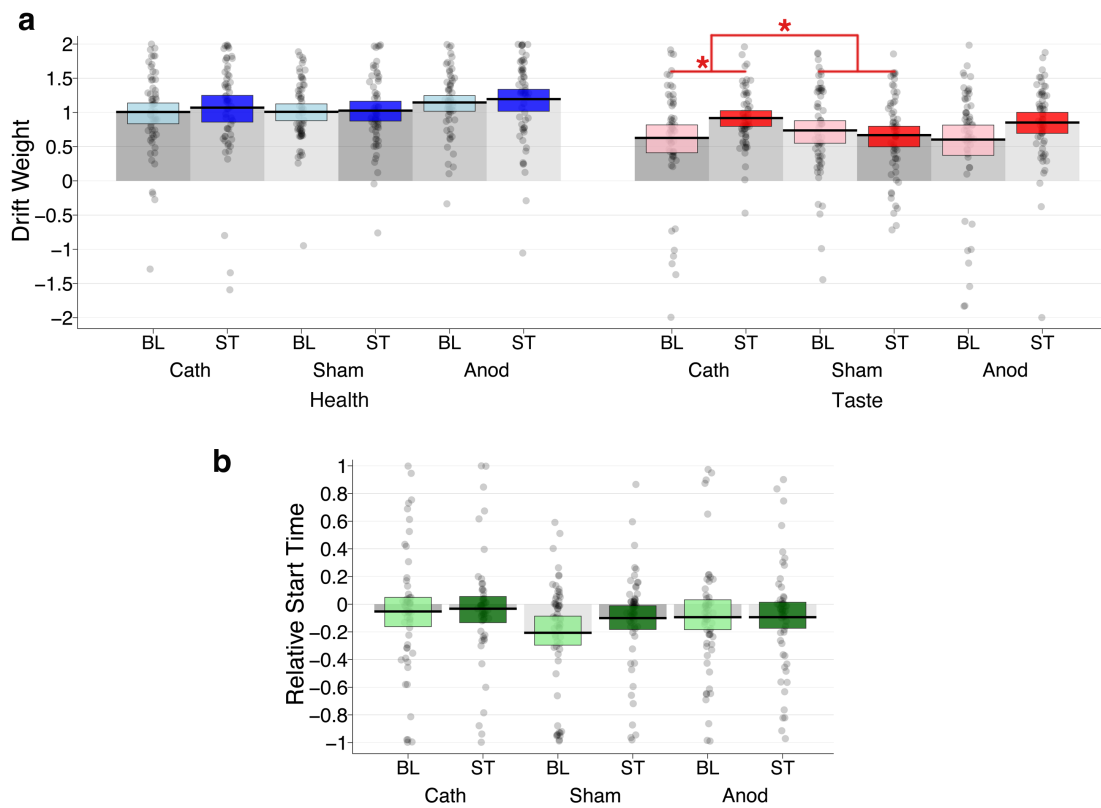 a
Drift Weight
2
1.5
1
0.5
0
−0.5
−1
−1.5
−2
*
*
BL ST BL ST BL ST BL ST BL ST BL ST
Cath Sham Anod Cath Sham Anod
Health Taste
b
Relative Start Time
1
0.8
0.6
0.4
0.2
0
−0.2
−0.4
−0.6
−0.8
−1
BL ST BL ST BL ST
Cath Sham Anod